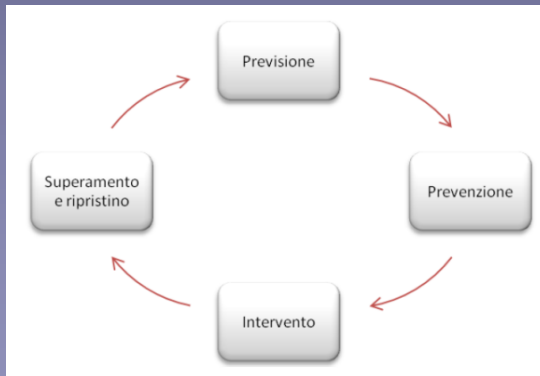 Previsione
Prevenzione
Intervento
Superamento
e ripristino